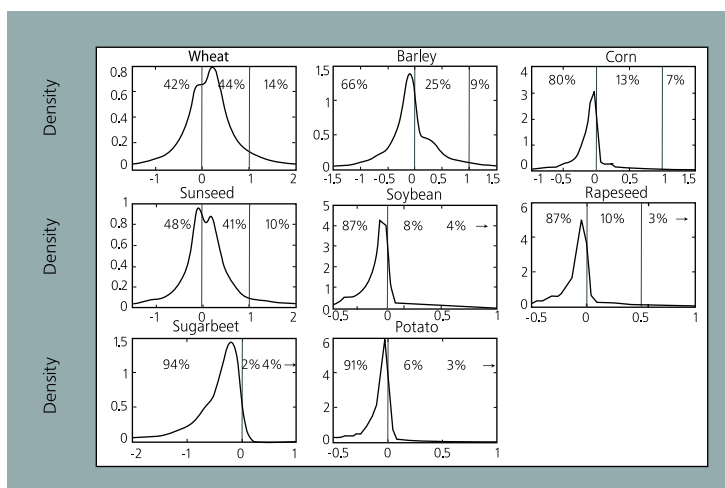 Wheat
Density
0.8
0.6
0.4
0.2
0
42% 44% 14%
-1 0 1 2
Barley
1.5
1
0.5
0
66% 25% 9%
-1.5 -1 -0.5 0 0.5 1 1.5
Corn
4
3
2
1
0
80% 13% 7%
-1 -0.5 0 0.5 1 1.5
Sunseed
Density
1
0.8
0.6
0.4
0.2
0
48% 41% 10%
-1 0 1 2
Soybean
5
4
3
2
1
0
87% 8% 4% →
-0.5 0 0.5 1
Rapeseed
6
4
2
0
87% 10% 3% →
-0.5 0 0.5 1
Sugarbeet
Density
1.5
1
0.5
0
94% 2% 4% →
-2 -1 0 1
Potato
6
4
2
0
91% 6% 3% →
-0.5 0 0.5 1